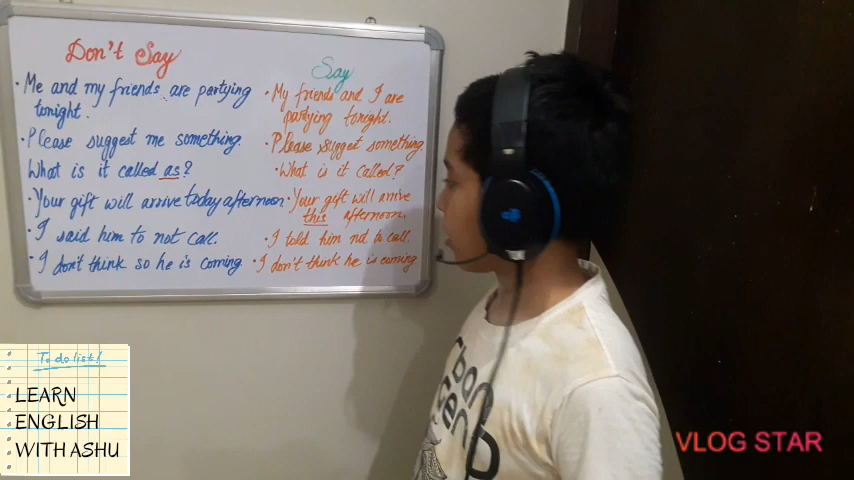 Don't Say
• Me and my friends are partying
tonight.
• Please suggest me something.
What is it called as?
• Your gift will arrive today afternoon.
• I said him to not call.
• I don't think so he is coming.
Say
• My friends and I are
partying tonight.
• Please suggest something.
• What is it called?
• Your gift will arrive
this afternoon.
• I told him not to call.
• I don't think he is coming
To do list!
LEARN
ENGLISH
WITH ASHU
VLOG STAR